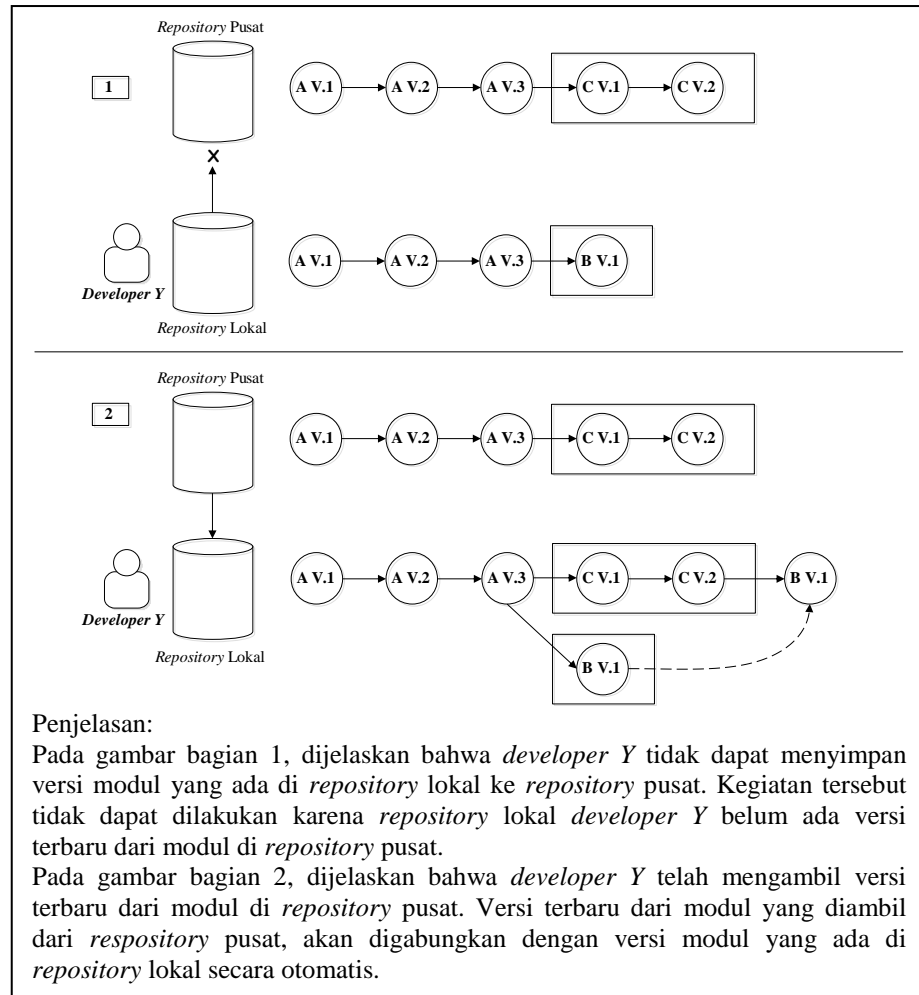 Repository Pusat
1
A V.1 A V.2 A V.3 C V.1 C V.2
X
Developer Y
A V.1 A V.2 A V.3 B V.1
Repository Lokal
Repository Pusat
2
A V.1 A V.2 A V.3 C V.1 C V.2
Developer Y
A V.1 A V.2 A V.3 C V.1 C V.2 B V.1
Repository Lokal
B V.1
Penjelasan:
Pada gambar bagian 1, dijelaskan bahwa developer Y tidak dapat menyimpan
versi modul yang ada di repository lokal ke repository pusat. Kegiatan tersebut
tidak dapat dilakukan karena repository lokal developer Y belum ada versi
terbaru dari modul di repository pusat.
Pada gambar bagian 2, dijelaskan bahwa developer Y telah mengambil versi
terbaru dari modul di repository pusat. Versi terbaru dari modul yang diambil
dari respository pusat, akan digabungkan dengan versi modul yang ada di
repository lokal secara otomatis.